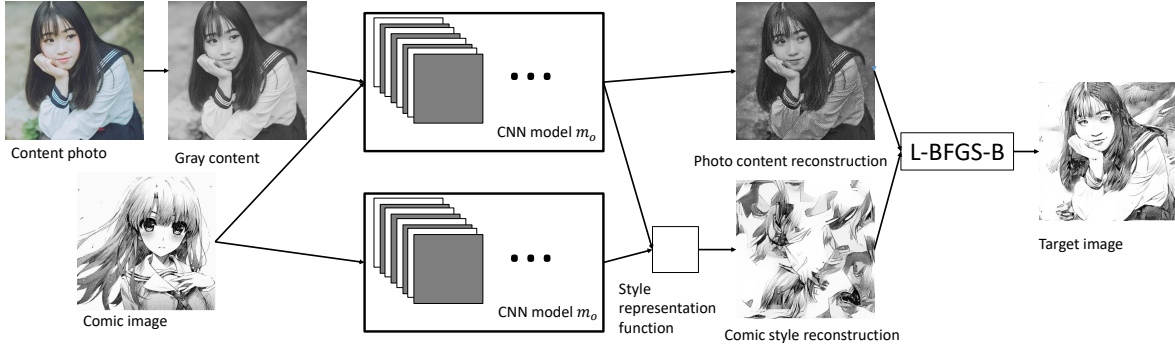 Content photo
Gray content
CNN model m_o
Photo content reconstruction
L-BFGS-B
Target image
Comic image
CNN model m_o
Style
representation
function
Comic style reconstruction